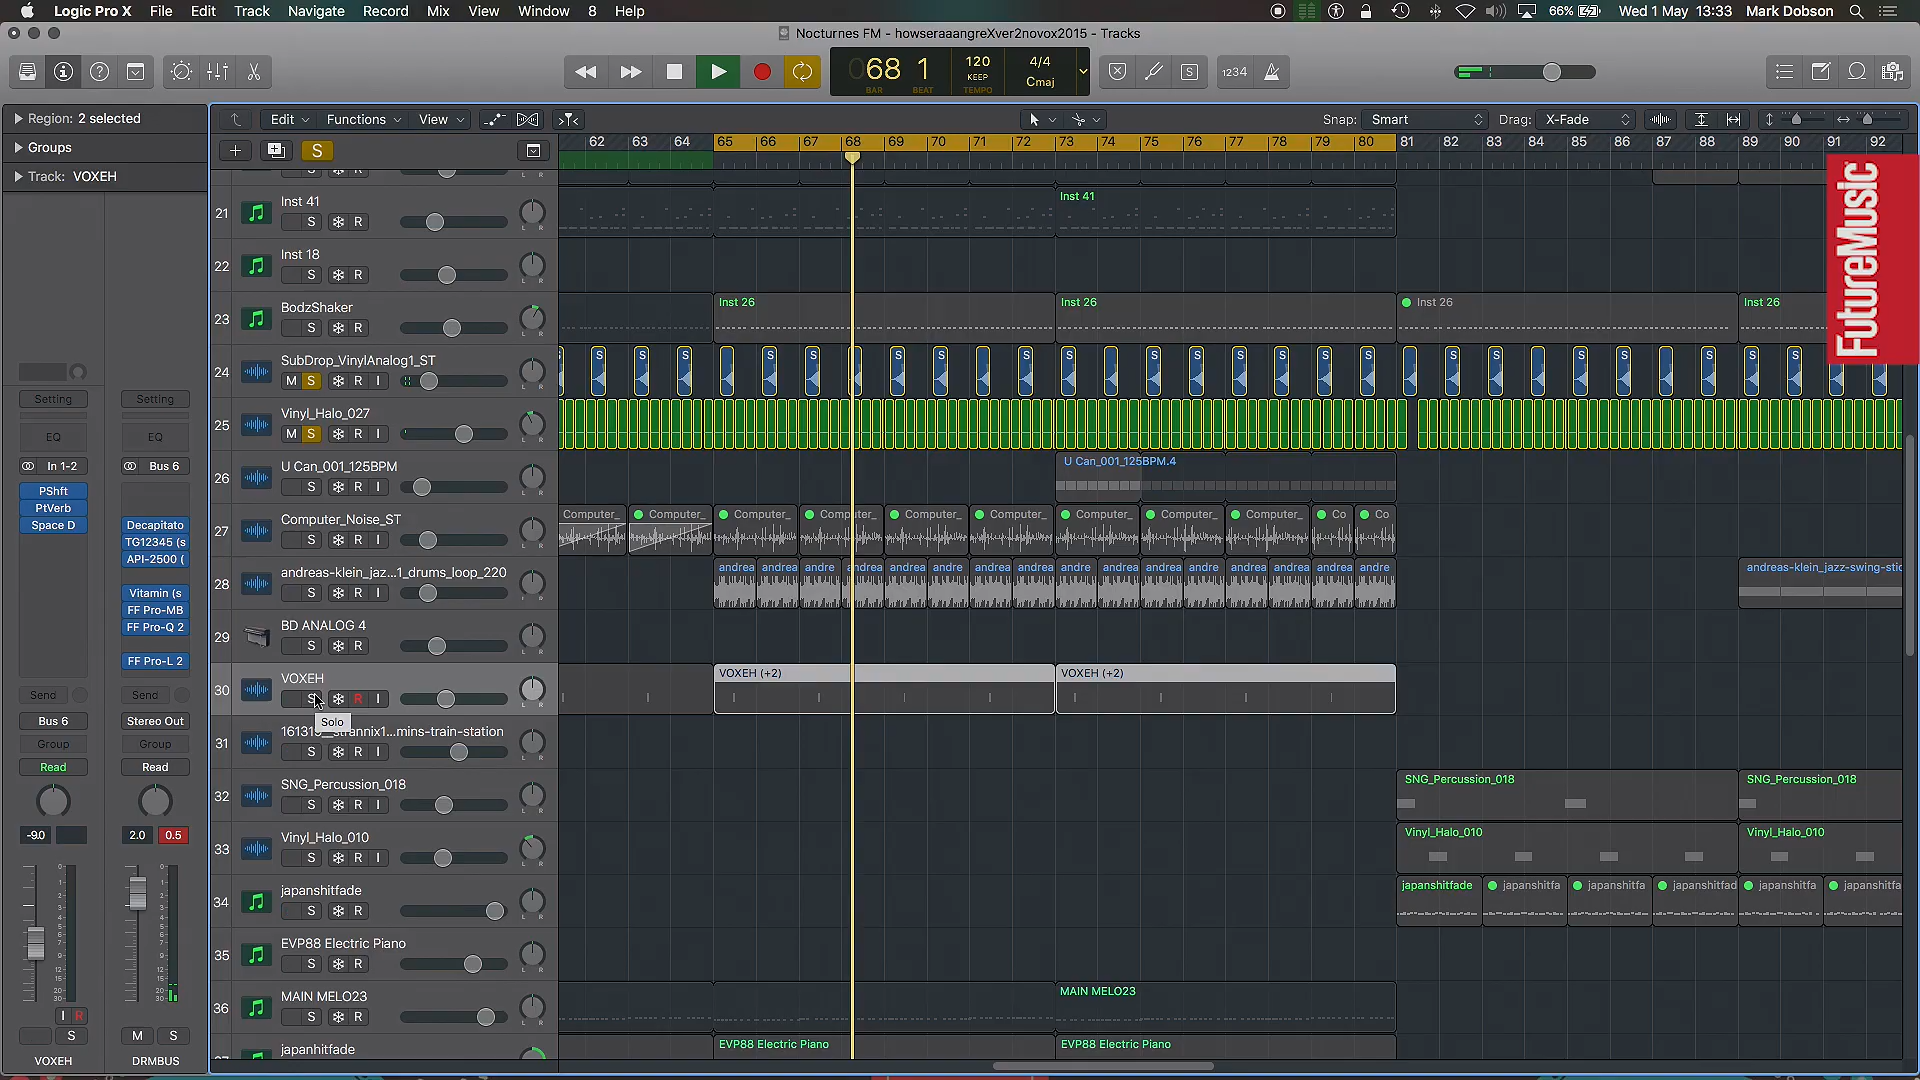 Logic Pro X File Edit Track Navigate Record Mix View Window 8 Help
66% Wed 1 May 13:33 Mark Dobson
Nocturnes FM - howseraaangreXver2novox2015 - Tracks
068 1 120 KEEP 4/4 Cmaj
BAR BEAT TEMPO
S 1234
Region: 2 selected
Edit Functions View
Snap: Smart Drag: X-Fade
Groups
Track: VOXEH
S
62 63 64 65 66 67 68 69 70 71 72 73 74 75 76 77 78 79 80 81 82 83 84 85 86 87 88 89 90 91 92
FutureMusic
21 Inst 41
S R
Inst 41
22 Inst 18
S R
23 BodzShaker
S R
Inst 26 Inst 26 Inst 26 Inst 26
24 SubDrop_VinylAnalog1_ST
M S R I
25 Vinyl_Halo_027
M S R I
26 U Can_001_125BPM
S R I
U Can_001_125BPM.4
27 Computer_Noise_ST
S R I
Computer_ Computer_ Computer_ Computer_ Computer_ Computer_ Computer_ Computer_ Computer_ Co Co
28 andreas-klein_jaz...1_drums_loop_220
S R I
andrea andrea andre andrea andrea andre andrea andrea andrea andrea andre andrea andrea andrea andrea andre
andreas-klein_jazz-swing-stic
29 BD ANALOG 4
S R
30 VOXEH
S R I
Solo
VOXEH (+2) VOXEH (+2)
31
S R I
32 SNG_Percussion_018
S R I
SNG_Percussion_018 SNG_Percussion_018
33 Vinyl_Halo_010
S R I
Vinyl_Halo_010 Vinyl_Halo_010
34 japanshitfade
S R
japanshitfade japanshitfa japanshitfa japanshitfad japanshitfa japanshitfa
35 EVP88 Electric Piano
S R
36 MAIN MELO23
S R
MAIN MELO23
japanhitfade
EVP88 Electric Piano EVP88 Electric Piano
Setting Setting
EQ EQ
In 1-2 Bus 6
PShft
PtVerb
Space D Decapitato
TG12345 (s
API-2500 (
Vitamin (s
FF Pro-MB
FF Pro-Q 2
FF Pro-L 2
Send Send
Bus 6 Stereo Out
Group Group
Read Read
-9.0 2.0 0.5
I R
S M S
VOXEH DRMBUS